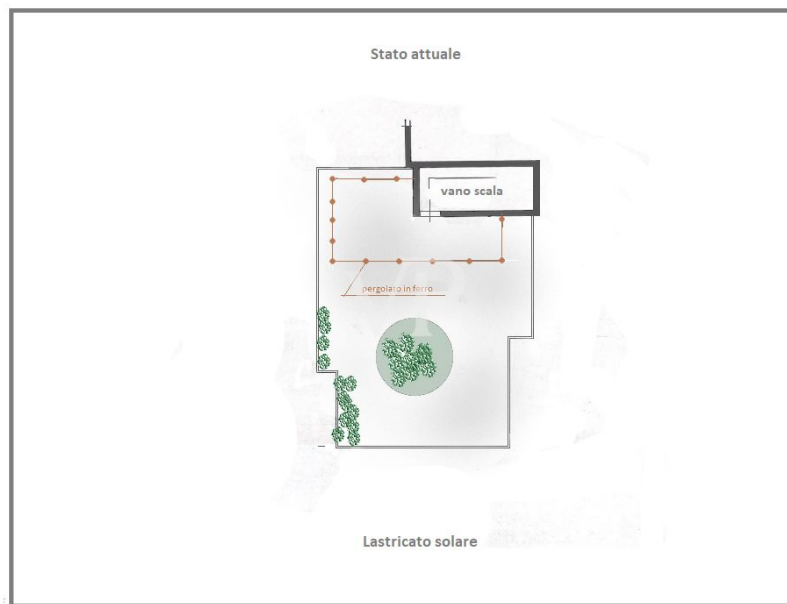 Stato attuale
vano scala
pergolato in ferro
Lastricato solare